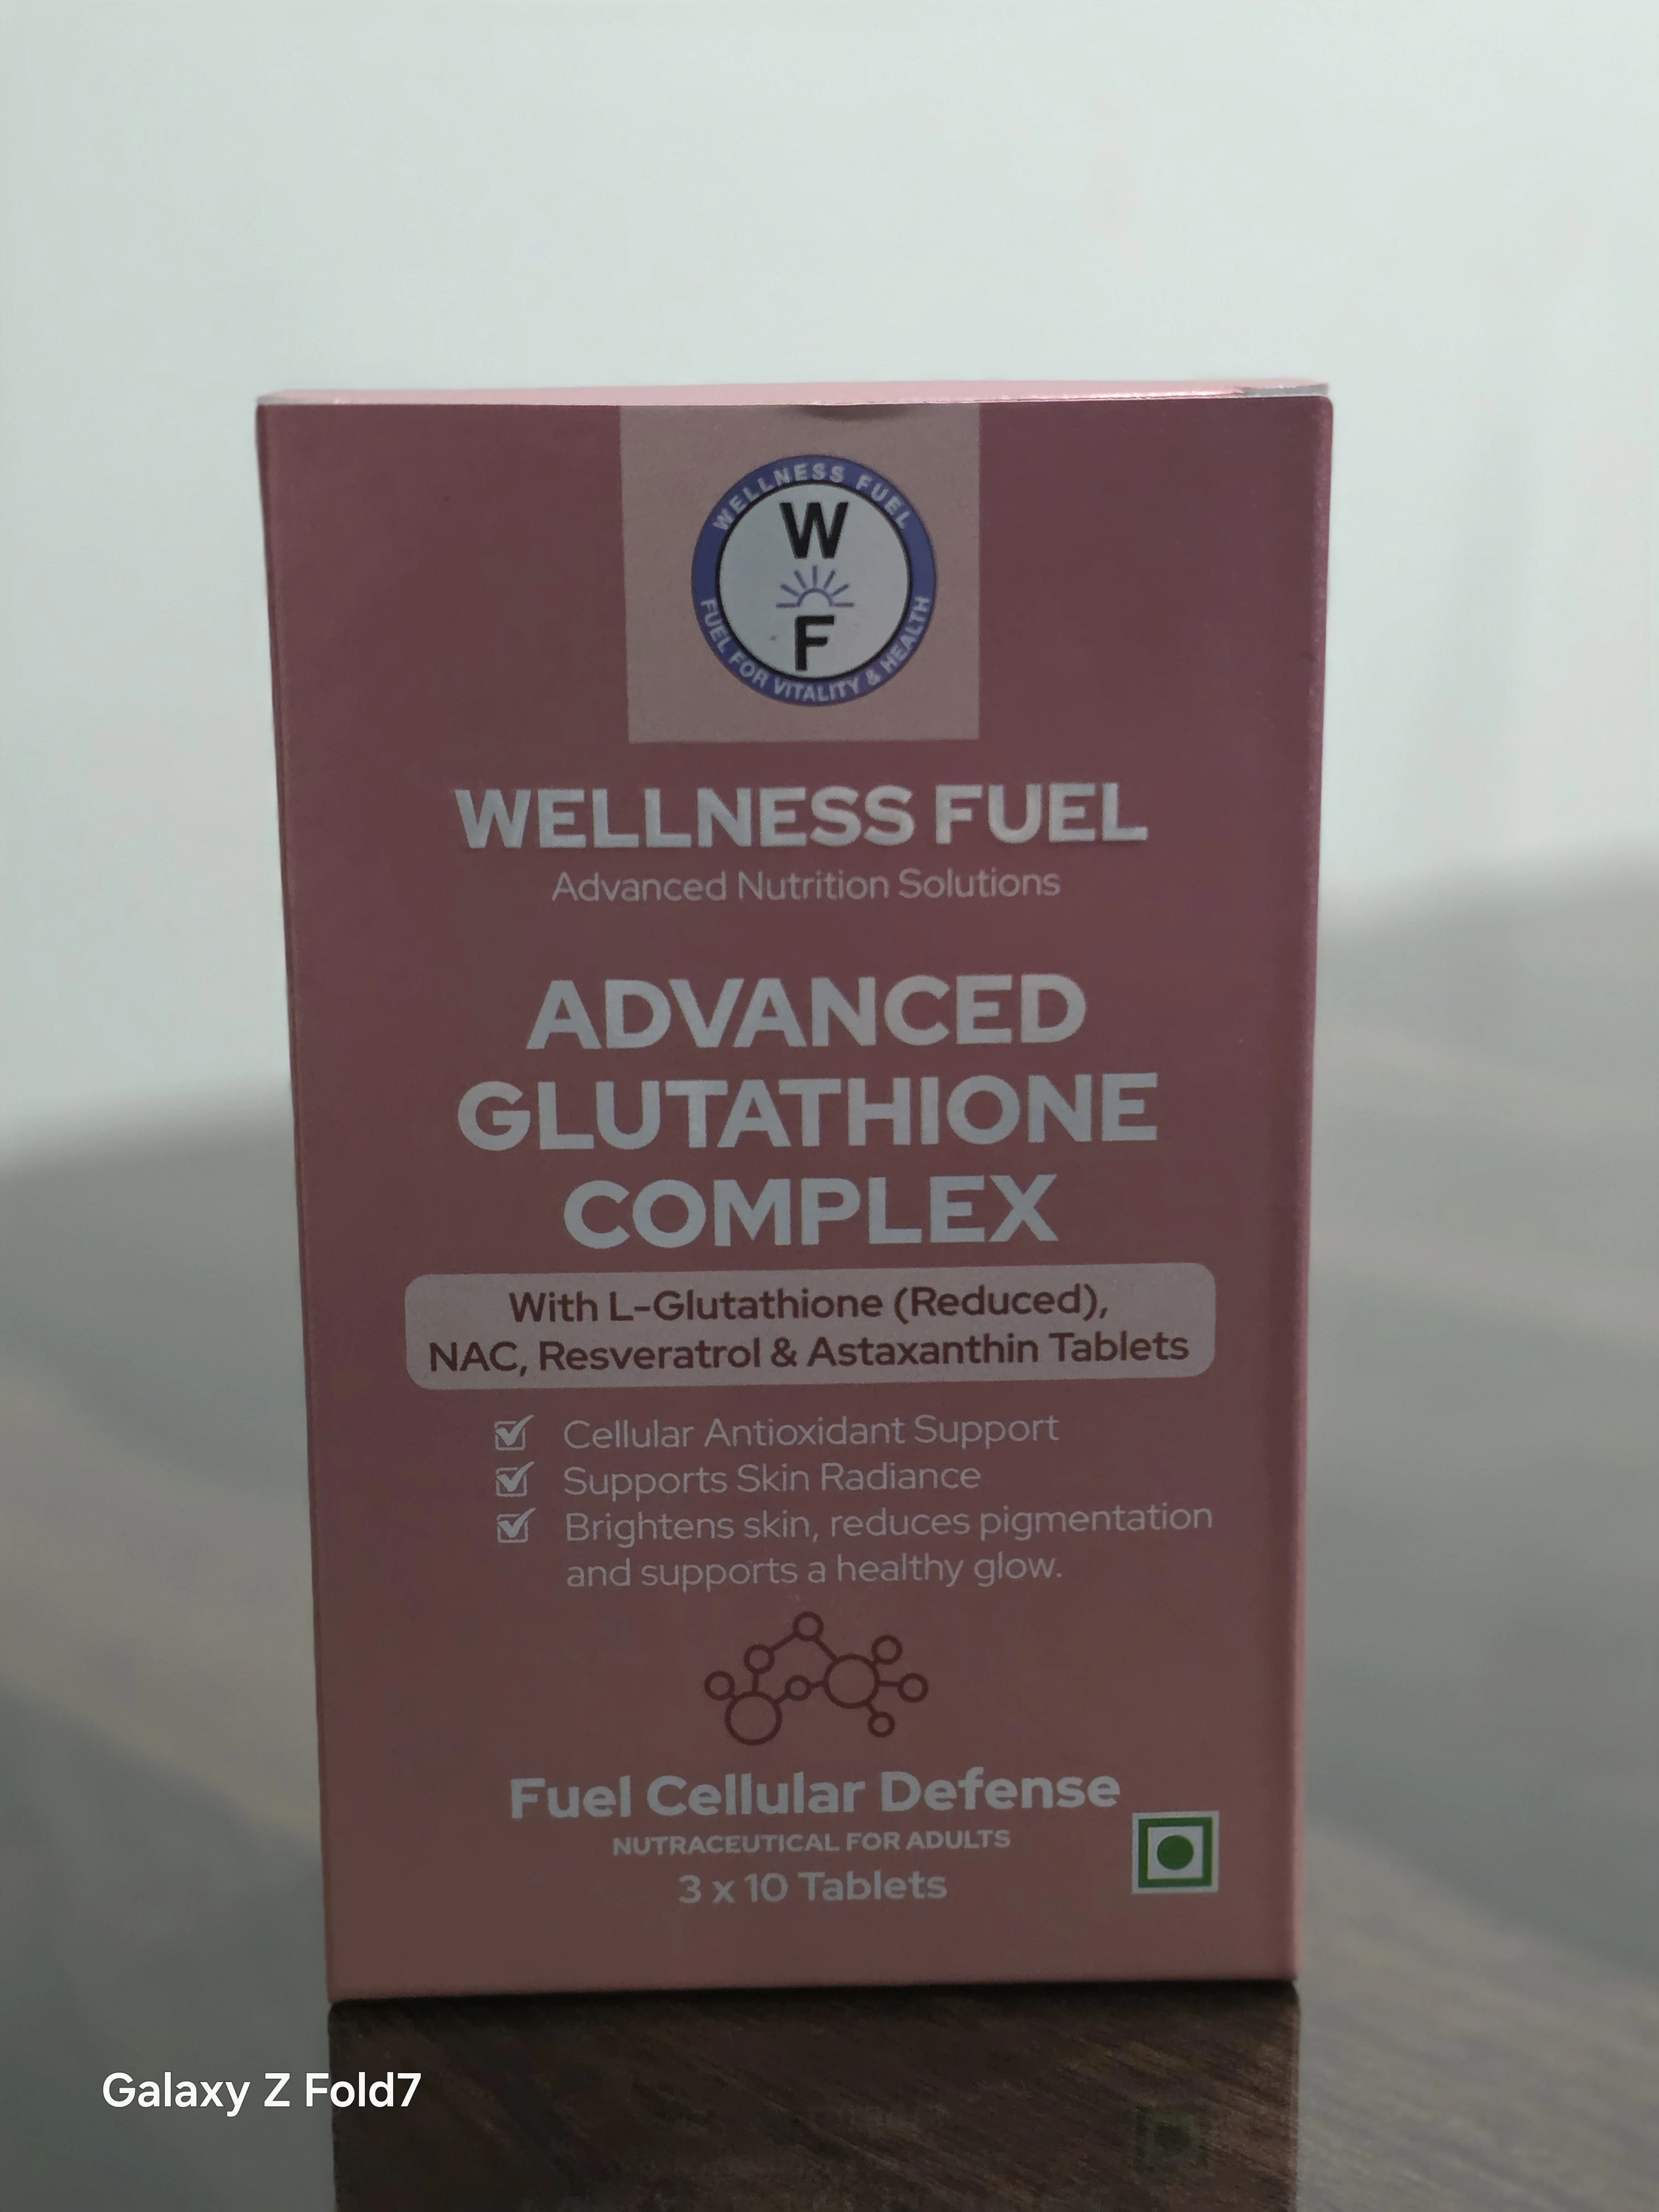 WELLNESS FUEL
W
F
FUEL FOR VITALITY & HEALTH
WELLNESS FUEL
Advanced Nutrition Solutions
ADVANCED
GLUTATHIONE
COMPLEX
With L-Glutathione (Reduced),
NAC, Resveratrol & Astaxanthin Tablets
Cellular Antioxidant Support
Supports Skin Radiance
Brightens skin, reduces pigmentation
and supports a healthy glow.
Fuel Cellular Defense
NUTRACEUTICAL FOR ADULTS
3 x 10 Tablets
Galaxy Z Fold7